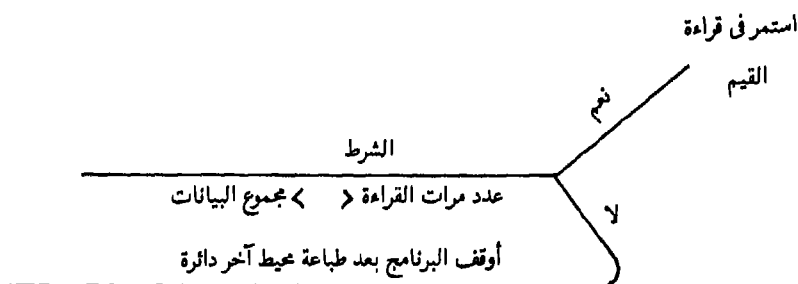 استمر فى قراءة
القيم
نعم
الشرط
عدد مرات القراءة < > مجموع البيانات
لا
أوقف البرنامج بعد طباعة محيط آخر دائرة